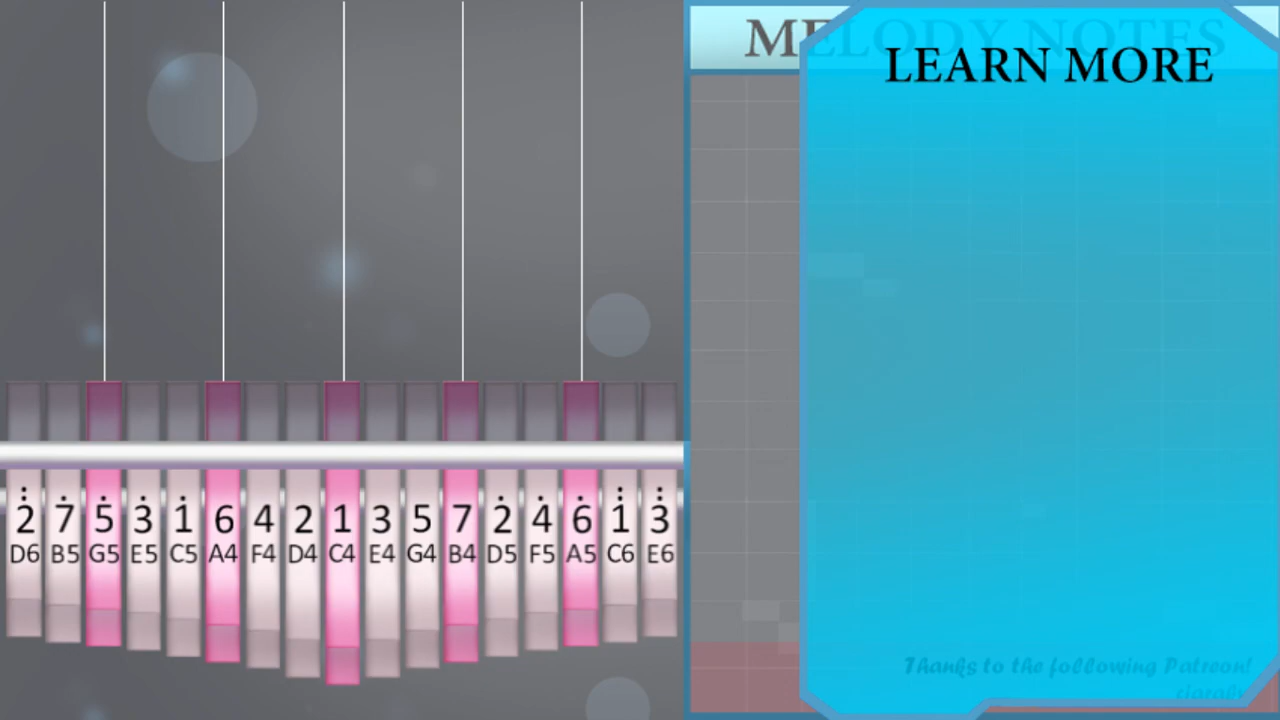 MELODY NOTES
LEARN MORE
2 7 5 3 1 6 4 2 1 3 5 7 2 4 6 1 3
D6 B5 G5 E5 C5 A4 F4 D4 C4 E4 G4 B4 D5 F5 A5 C6 E6
Thanks to the following Patreon!